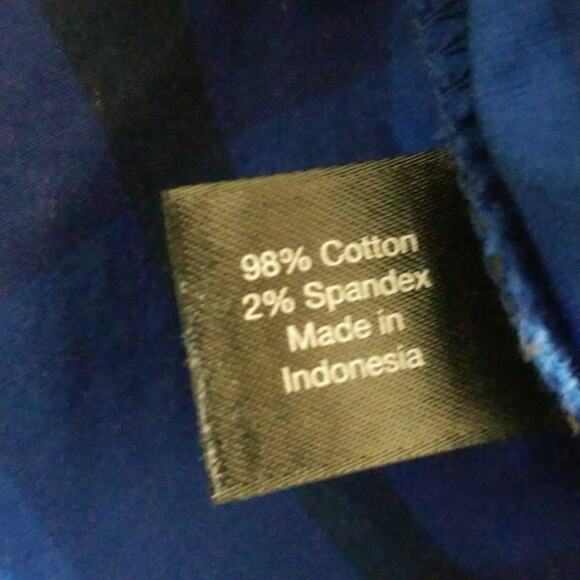 98% Cotton
2% Spandex
Made in
Indonesia